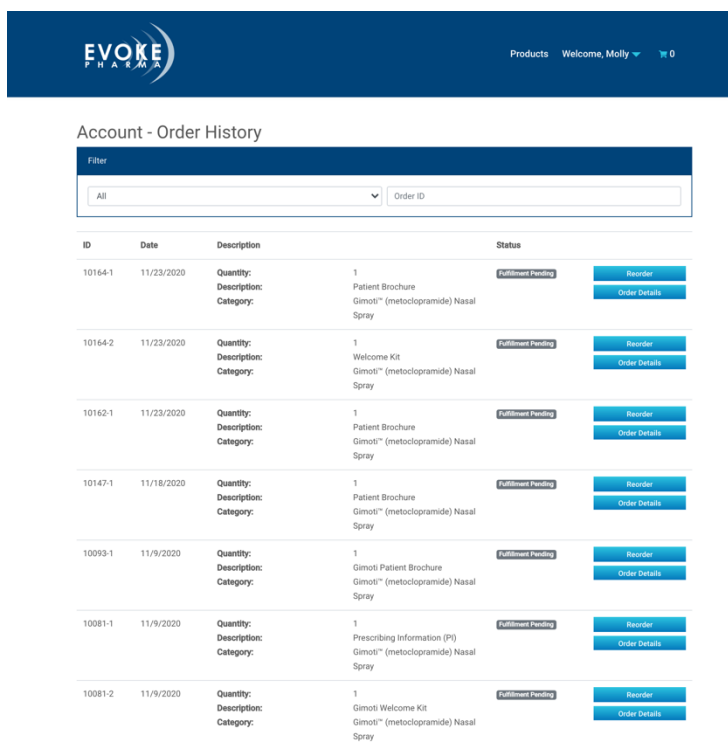 EVOKE
PHARMA
Products Welcome, Molly 0
Account - Order History
Filter
All Order ID
ID Date Description Status
10164-1 11/23/2020 Quantity: 1 Fulfillment Pending Reorder
Description: Patient Brochure Order Details
Category: Gimoti™ (metoclopramide) Nasal
Spray
10164-2 11/23/2020 Quantity: 1 Fulfillment Pending Reorder
Description: Welcome Kit Order Details
Category: Gimoti™ (metoclopramide) Nasal
Spray
10162-1 11/23/2020 Quantity: 1 Fulfillment Pending Reorder
Description: Patient Brochure Order Details
Category: Gimoti™ (metoclopramide) Nasal
Spray
10147-1 11/18/2020 Quantity: 1 Fulfillment Pending Reorder
Description: Patient Brochure Order Details
Category: Gimoti™ (metoclopramide) Nasal
Spray
10093-1 11/9/2020 Quantity: 1 Fulfillment Pending Reorder
Description: Gimoti Patient Brochure Order Details
Category: Gimoti™ (metoclopramide) Nasal
Spray
10081-1 11/9/2020 Quantity: 1 Fulfillment Pending Reorder
Description: Prescribing Information (PI) Order Details
Category: Gimoti™ (metoclopramide) Nasal
Spray
10081-2 11/9/2020 Quantity: 1 Fulfillment Pending Reorder
Description: Gimoti Welcome Kit Order Details
Category: Gimoti™ (metoclopramide) Nasal
Spray